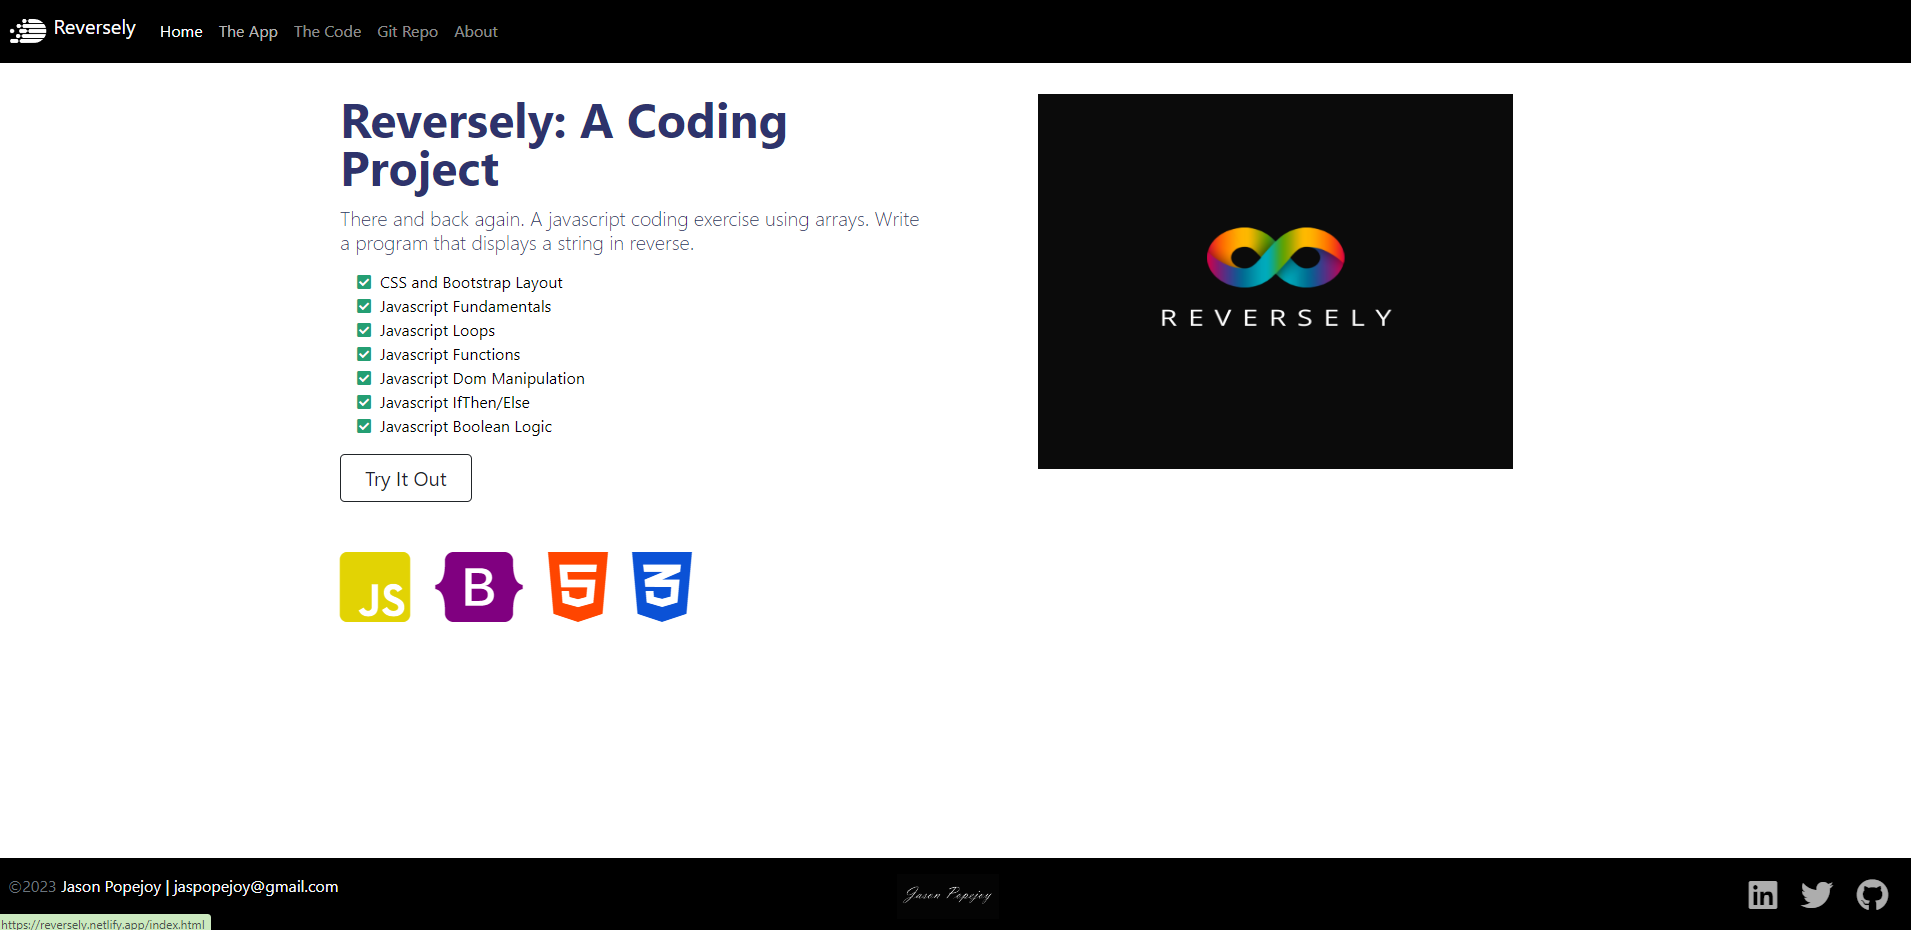 Reversely Home The App The Code Git Repo About
Reversely: A Coding
Project
There and back again. A javascript coding exercise using arrays. Write
a program that displays a string in reverse.
CSS and Bootstrap Layout
Javascript Fundamentals
Javascript Loops
Javascript Functions
Javascript Dom Manipulation
Javascript IfThen/Else
Javascript Boolean Logic
Try It Out
JS B 5 3
REVERSELY
©2023 Jason Popejoy | jaspopejoy@gmail.com
Jason Popejoy
in
https://reversely.netlify.app/index.html